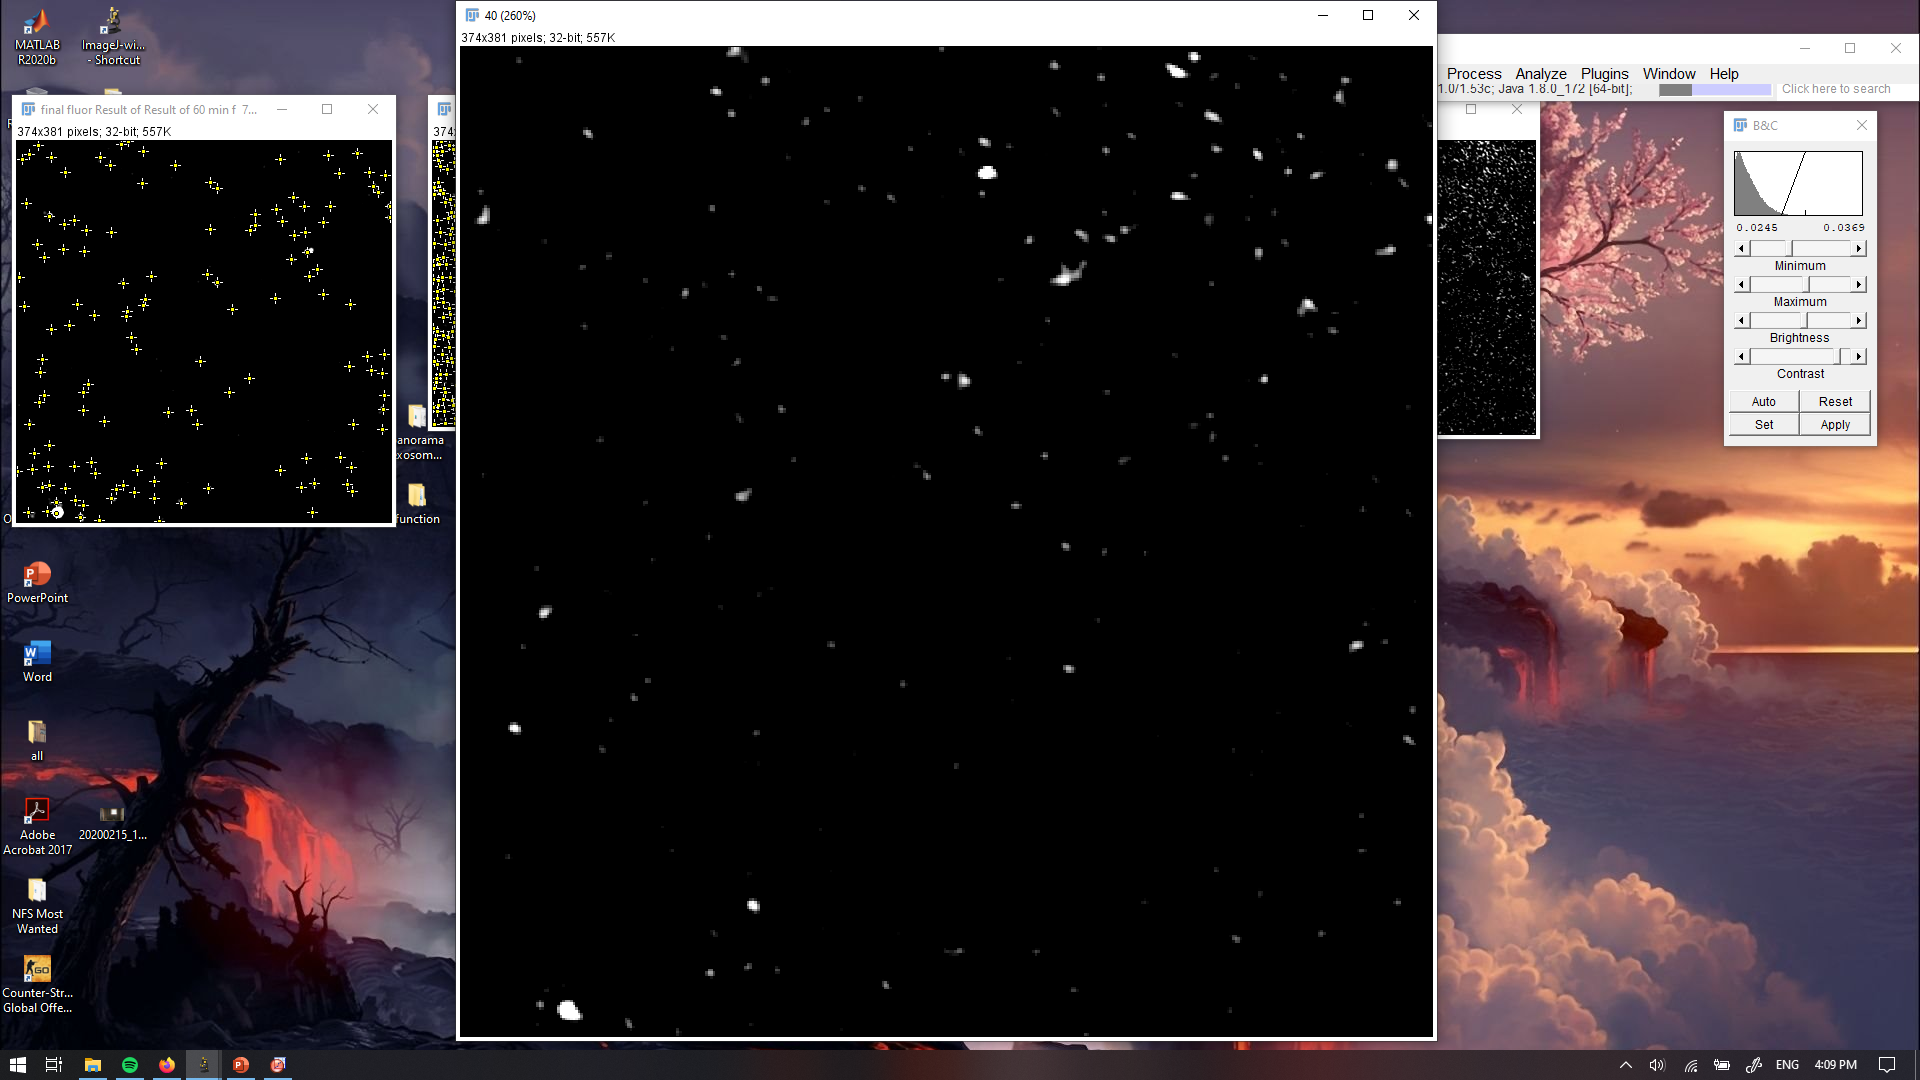 MATLAB
R2020b
ImageJ-wi...
- Shortcut
final fluor Result of Result of 60 min f 7...
374x381 pixels; 32-bit; 557K
374
40 (260%)
374x381 pixels; 32-bit; 557K
Process Analyze Plugins Window Help
1.0/1.53c; Java 1.8.0_172 [64-bit];
Click here to search
B&C
0.0245 0.0369
Minimum
Maximum
Brightness
Contrast
Auto Reset
Set Apply
anorama
exosom...
function
PowerPoint
Word
all
Adobe
Acrobat 2017
20200215_1...
NFS Most
Wanted
GO
Counter-Str...
Global Offe...
ENG 4:09 PM